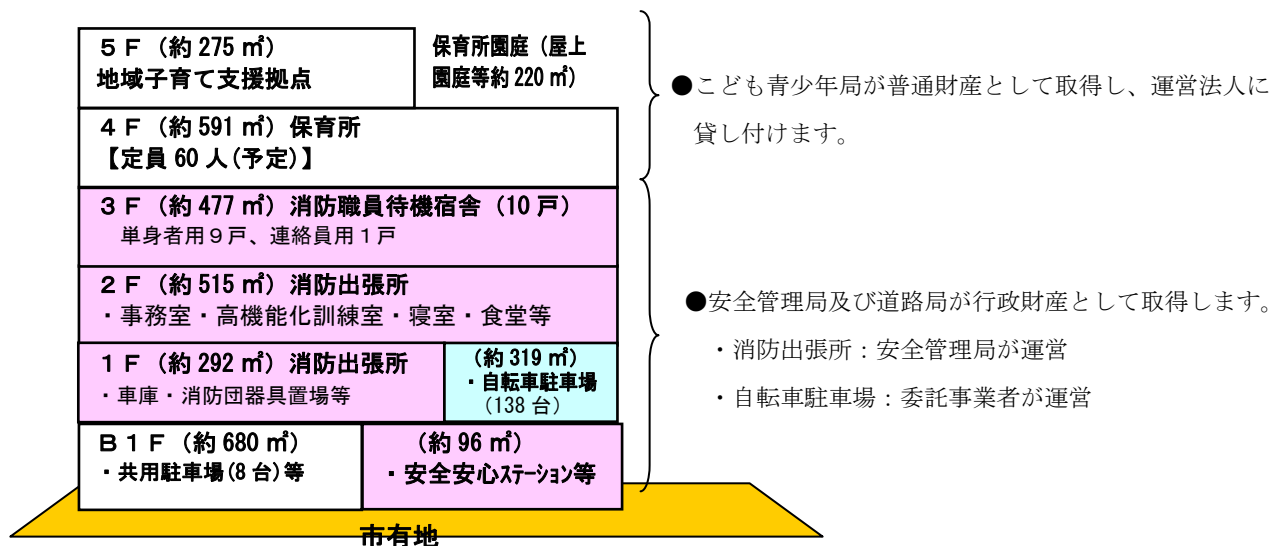 ５Ｆ（約 275 ㎡）
地域子育て支援拠点
保育所園庭（屋上
園庭等約 220 ㎡）
●こども青少年局が普通財産として取得し、運営法人に
貸し付けます。
４Ｆ（約 591 ㎡）保育所
【定員 60 人(予定)】
３Ｆ（約 477 ㎡）消防職員待機宿舎（10 戸）
単身者用９戸、連絡員用１戸
２Ｆ（約 515 ㎡）消防出張所
・事務室・高機能化訓練室・寝室・食堂等
●安全管理局及び道路局が行政財産として取得します。
・消防出張所：安全管理局が運営
・自転車駐車場：委託事業者が運営
１Ｆ（約 292 ㎡）消防出張所
・車庫・消防団器具置場等
(約 319 ㎡)
・自転車駐車場
(138 台)
Ｂ１Ｆ（約 680 ㎡）
・共用駐車場(8 台)等
(約 96 ㎡)
・安全安心ｽﾃｰｼｮﾝ等
市有地